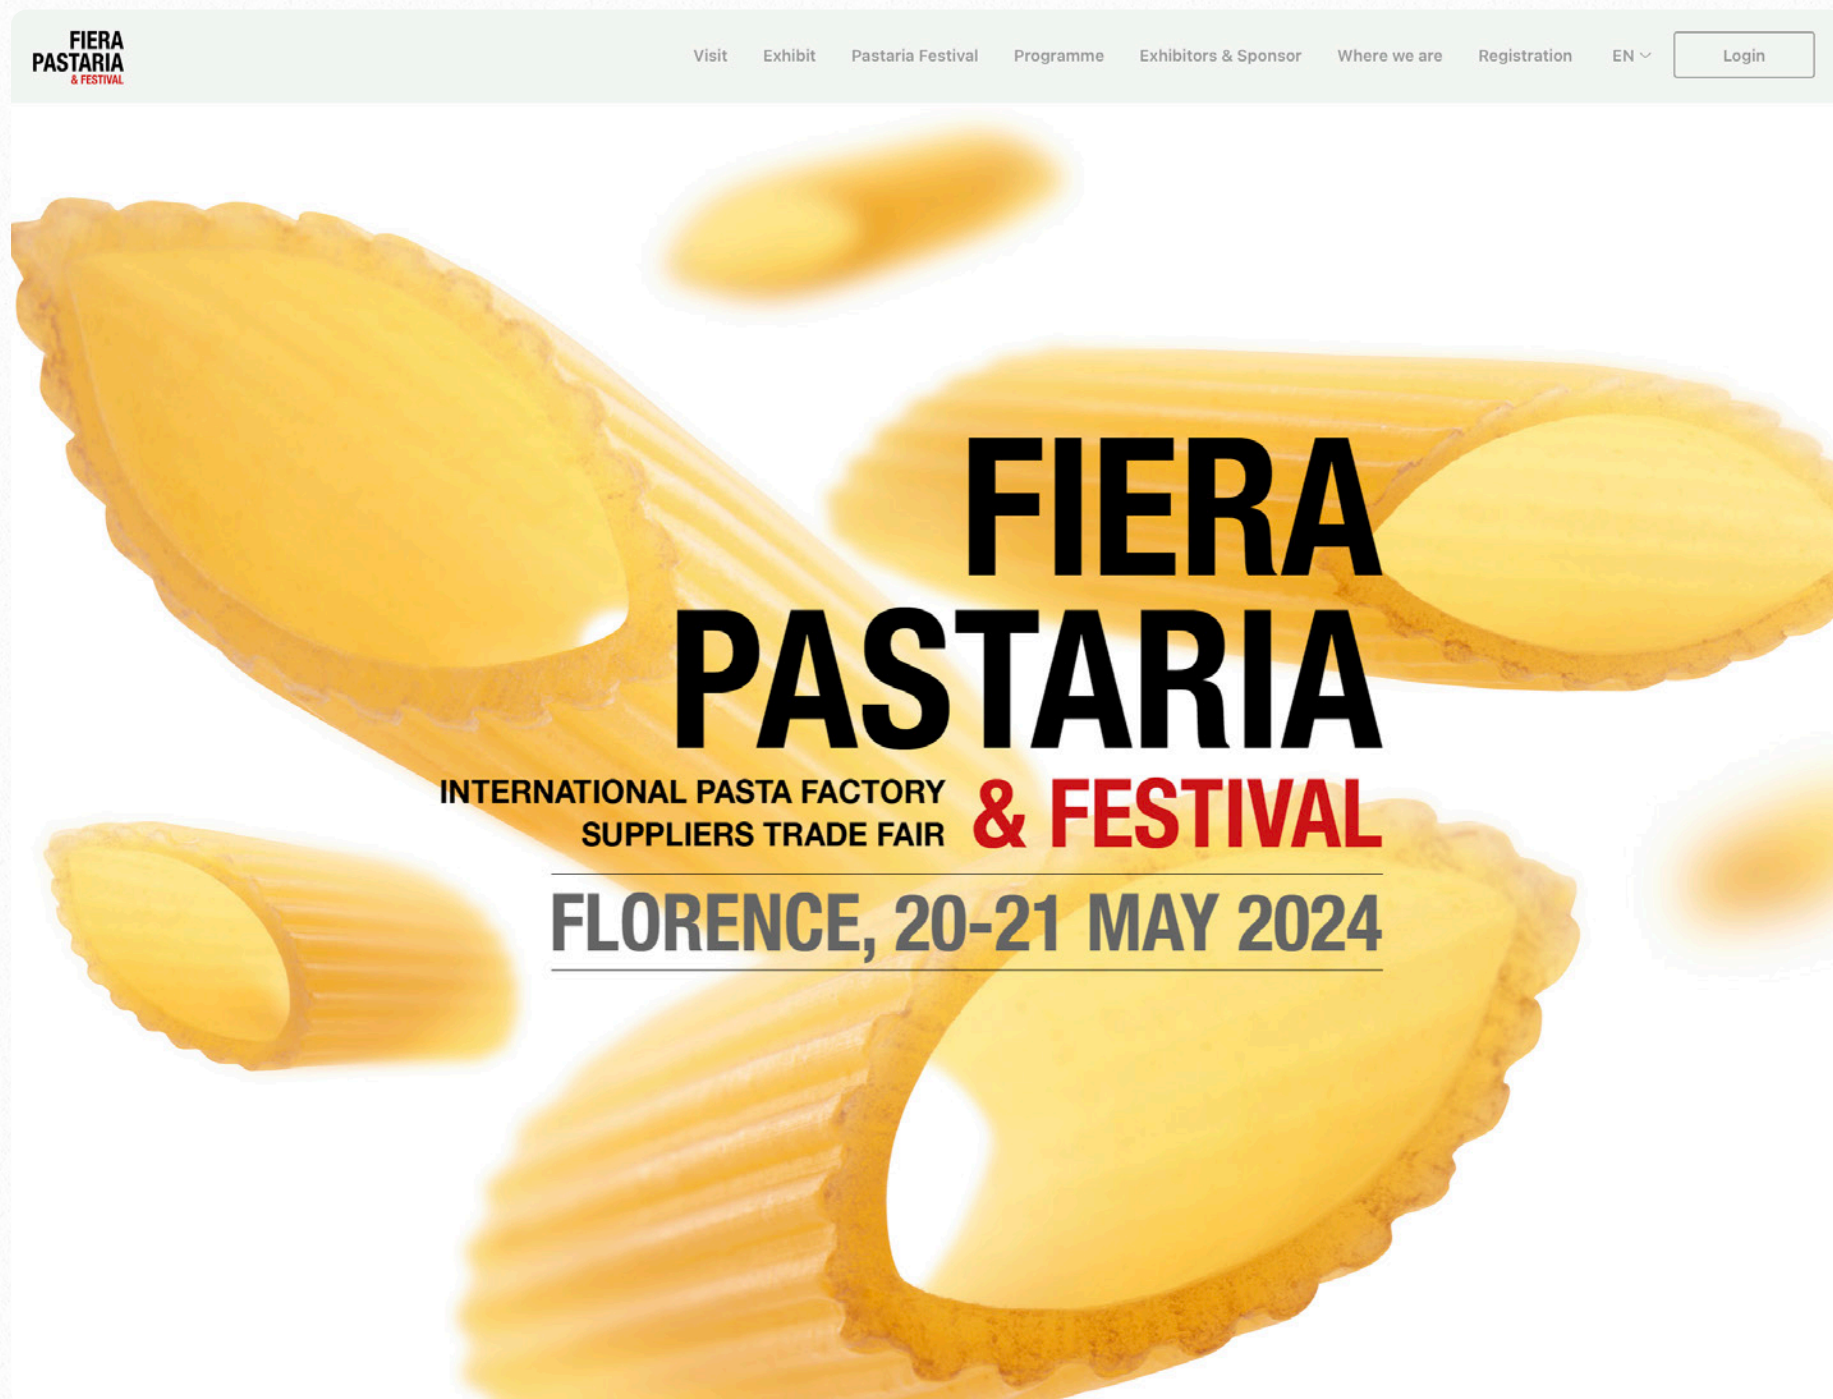 FIERA
PASTARIA
& FESTIVAL
Visit Exhibit Pastaria Festival Programme Exhibitors & Sponsor Where we are Registration EN Login
FIERA
PASTARIA
INTERNATIONAL PASTA FACTORY
SUPPLIERS TRADE FAIR
& FESTIVAL
FLORENCE, 20-21 MAY 2024